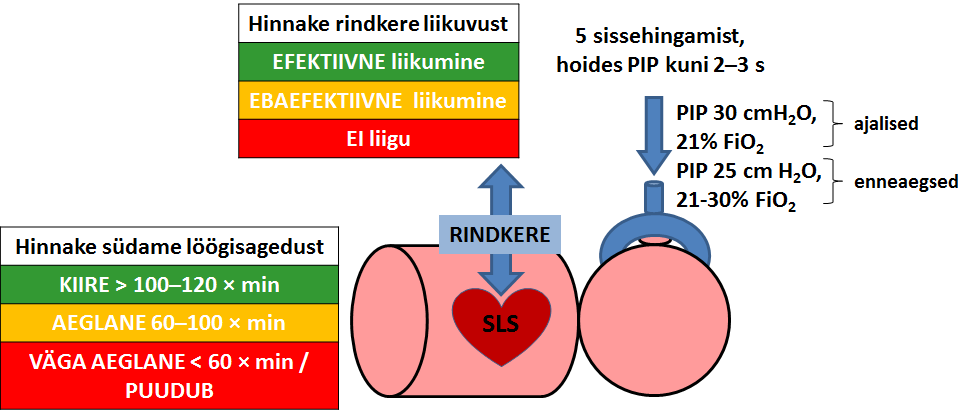 Hinnake rindkere liikuvust
EFEKTIIVNE liikumine
EBAEFEKTIIVNE liikumine
EI liigu
5 sissehingamist,
hoides PIP kuni 2–3 s
PIP 30 cmH₂O,
21% FiO₂
ajalised
PIP 25 cm H₂O,
21-30% FiO₂
enneaegsed
RINDKERE
SLS
Hinnake südame löögisagedust
KIIRE > 100–120 × min
AEGLANE 60–100 × min
VÄGA AEGLANE < 60 × min /
PUUDUB